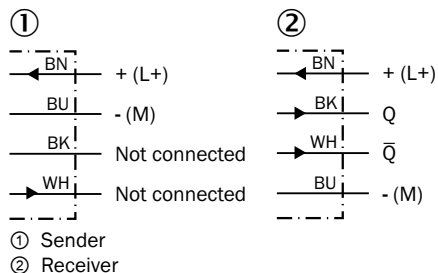 ①
BN + (L+)
BU - (M)
BK Not connected
WH Not connected
②
BN + (L+)
BK Q
WH Q̅
BU - (M)
① Sender
② Receiver